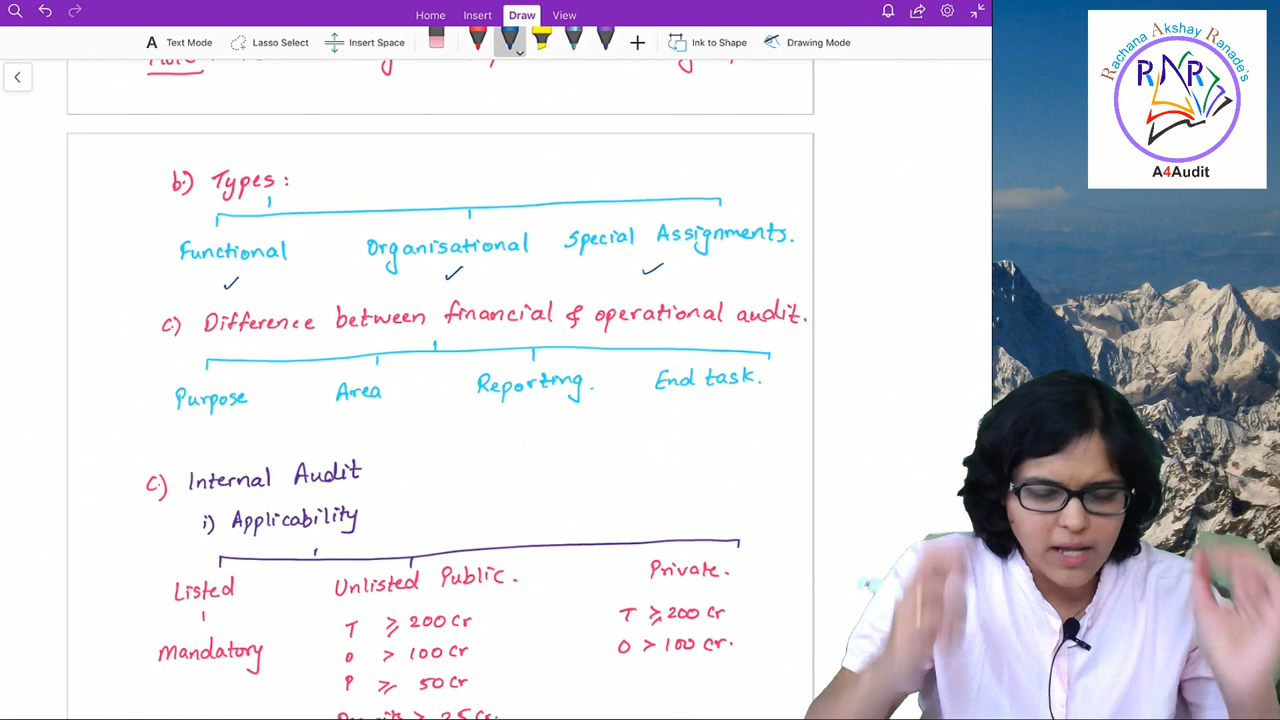 Home Insert Draw View
Text Mode Lasso Select Insert Space Ink to Shape Drawing Mode
Rachana Akshay Ranade's
RAR
A4Audit
b.) Types :
Functional Organisational Special Assignments.
c) Difference between financial & operational audit.
Purpose Area Reporting. End task.
C.) Internal Audit
i) Applicability
Listed Unlisted Public. Private.
Mandatory
T ≥ 200 Cr T ≥ 200 Cr
O > 100 Cr O > 100 Cr.
P ≥ 50 Cr
> 25 Cr.